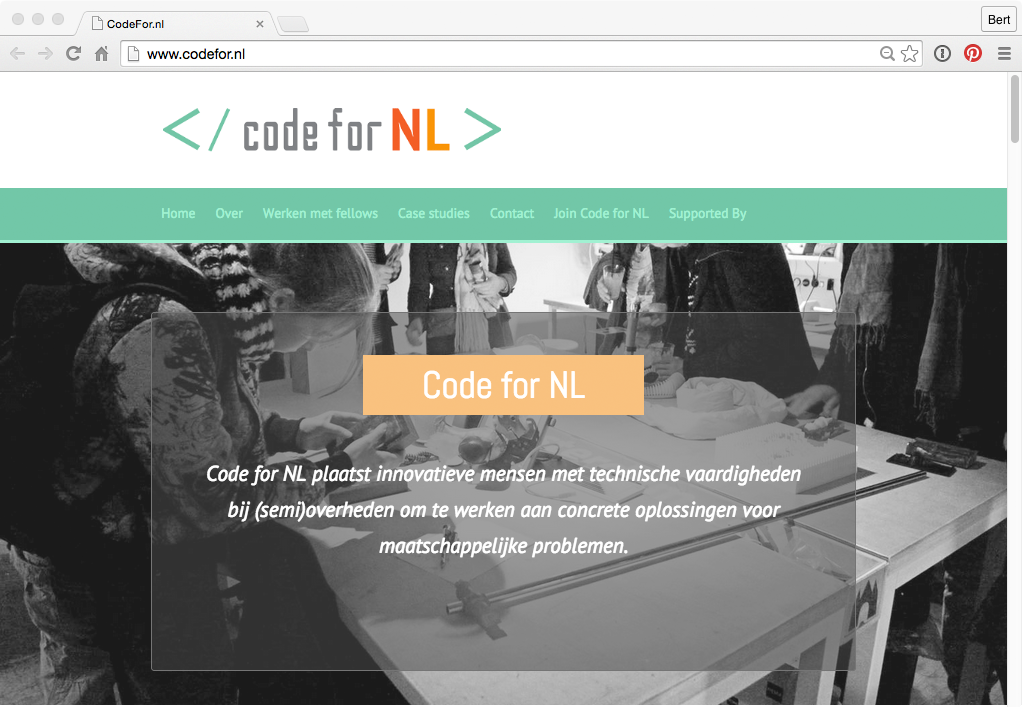 CodeFor.nl
Bert
www.codefor.nl
</ code for NL >
Home Over Werken met fellows Case studies Contact Join Code for NL Supported By
Code for NL
Code for NL plaatst innovatieve mensen met technische vaardigheden
bij (semi)overheden om te werken aan concrete oplossingen voor
maatschappelijke problemen.